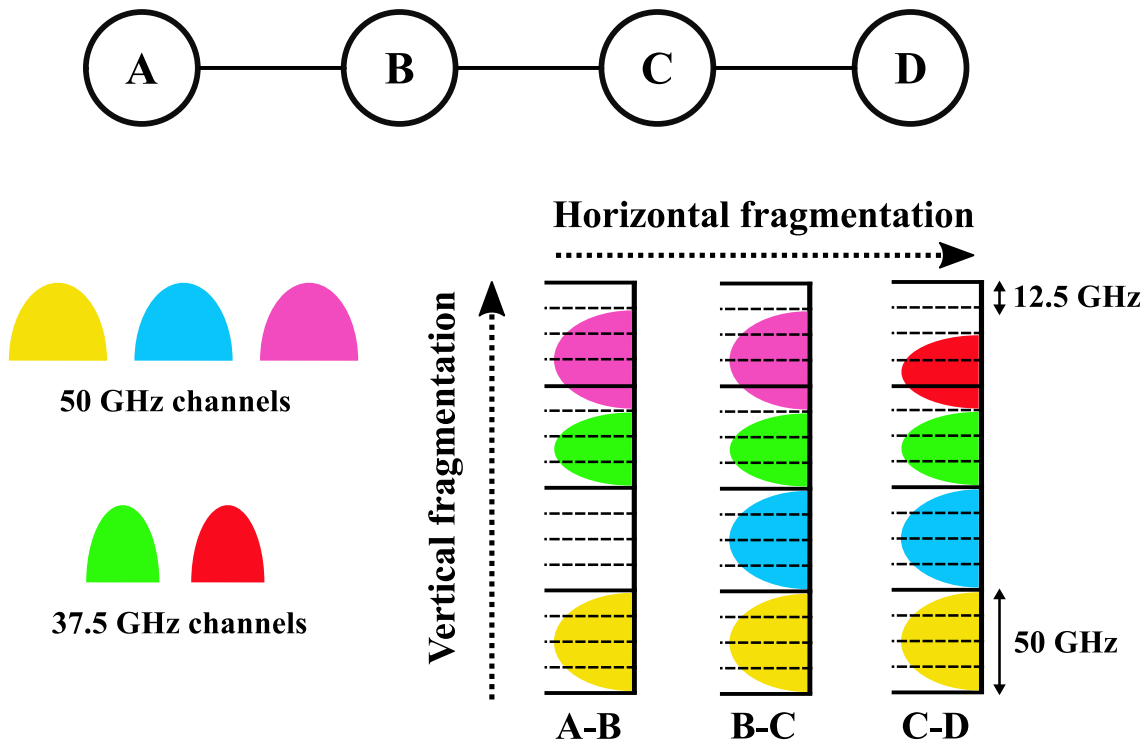 A B C D
Horizontal fragmentation
12.5 GHz
Vertical fragmentation
50 GHz channels
37.5 GHz channels
50 GHz
A-B B-C C-D